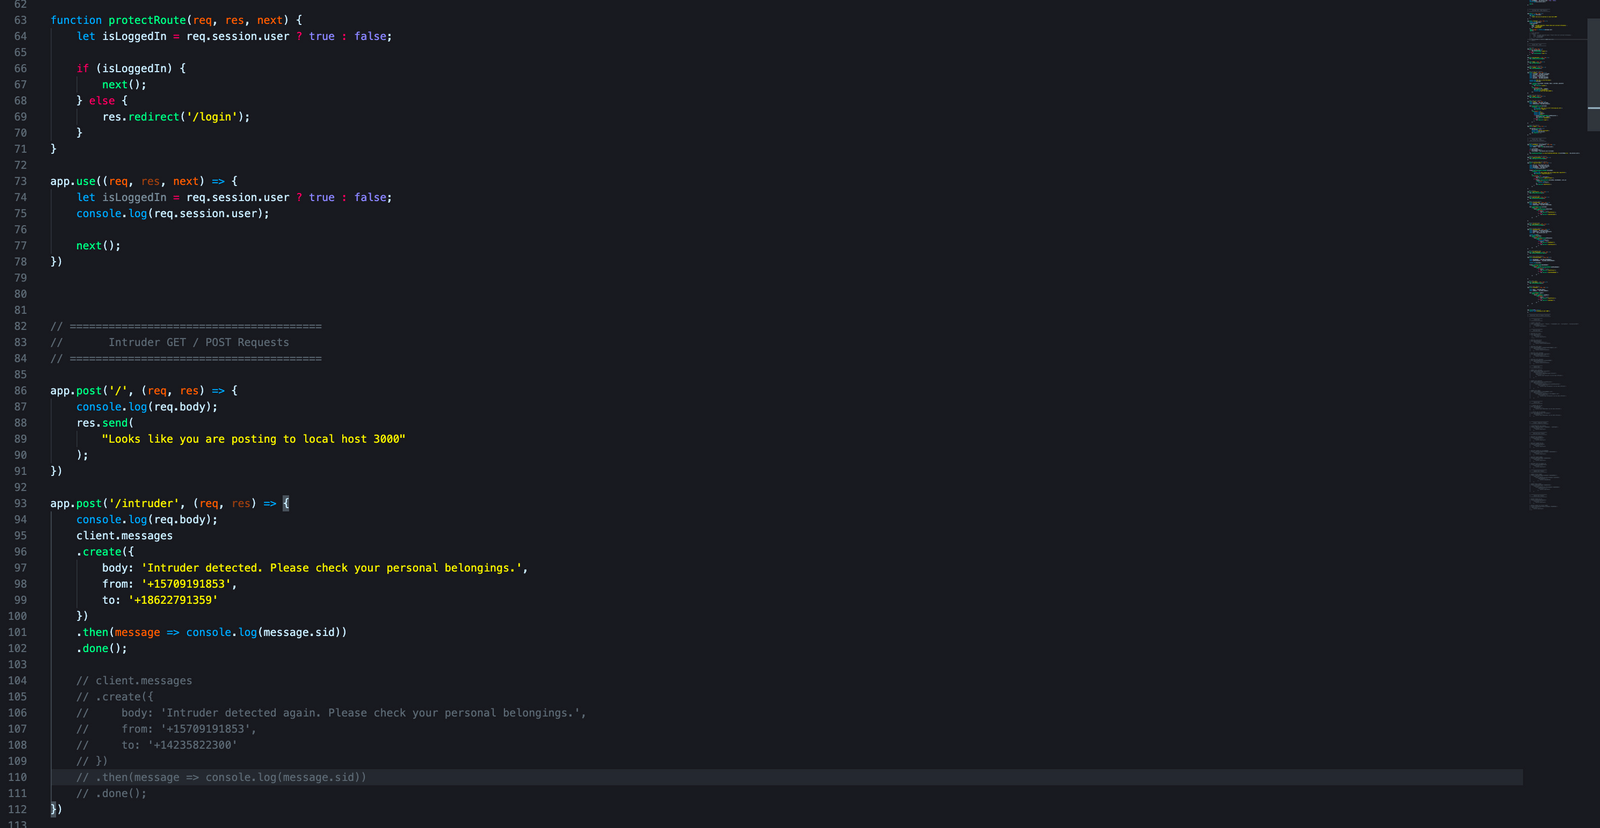 62
63 function protectRoute(req, res, next) {
64     let isLoggedIn = req.session.user ? true : false;
65
66     if (isLoggedIn) {
67         next();
68     } else {
69         res.redirect('/login');
70     }
71 }
72
73 app.use((req, res, next) => {
74     let isLoggedIn = req.session.user ? true : false;
75     console.log(req.session.user);
76
77     next();
78 })
79
80
81
82 // =======================================
83 //       Intruder GET / POST Requests
84 // =======================================
85
86 app.post('/', (req, res) => {
87     console.log(req.body);
88     res.send(
89         "Looks like you are posting to local host 3000"
90     );
91 })
92
93 app.post('/intruder', (req, res) => {
94     console.log(req.body);
95     client.messages
96     .create({
97         body: 'Intruder detected. Please check your personal belongings.',
98         from: '+15709191853',
99         to: '+18622791359'
100     })
101     .then(message => console.log(message.sid))
102     .done();
103
104     // client.messages
105     // .create({
106     //     body: 'Intruder detected again. Please check your personal belongings.',
107     //     from: '+15709191853',
108     //     to: '+14235822300'
109     // })
110     // .then(message => console.log(message.sid))
111     // .done();
112 })
113